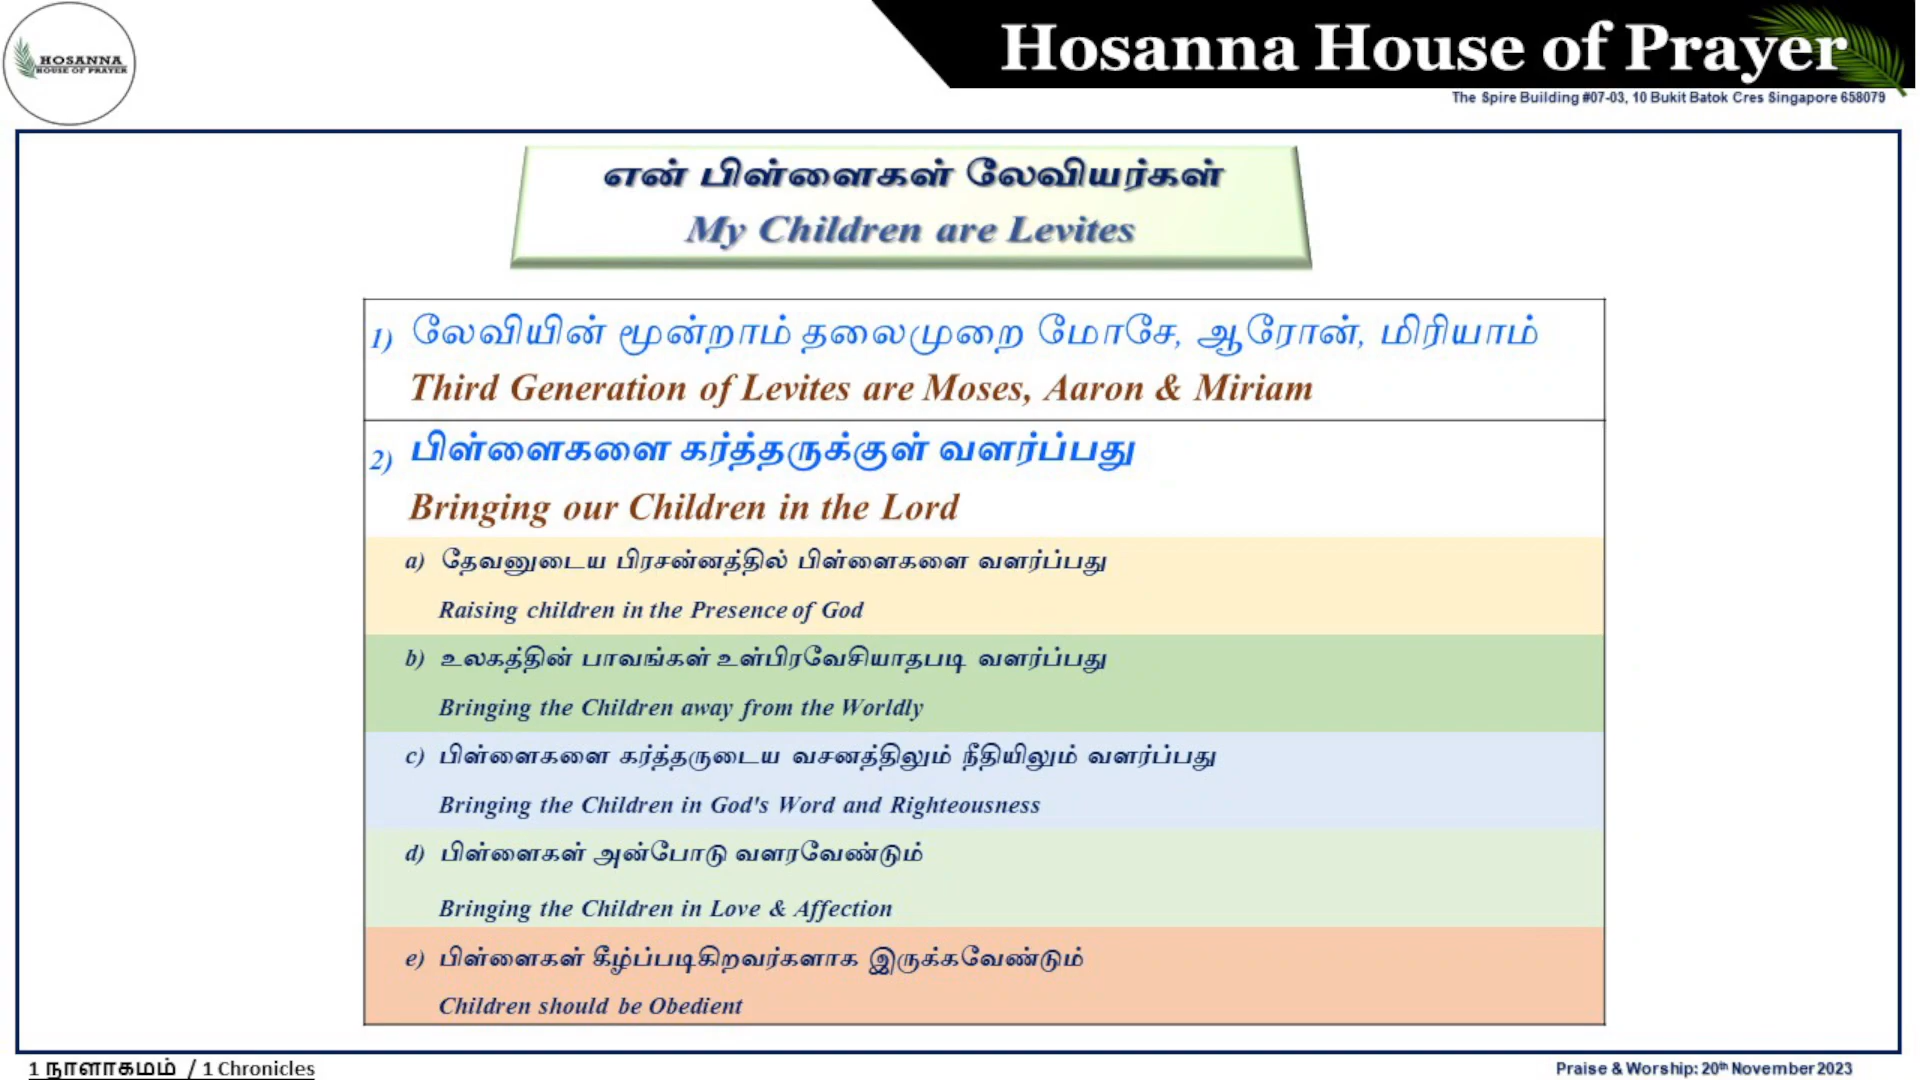 HOSANNA
HOUSE OF PRAYER
Hosanna House of Prayer
The Spire Building #07-03, 10 Bukit Batok Cres Singapore 658079
என் பிள்ளைகள் லேவியர்கள்
My Children are Levites
1) லேவியின் மூன்றாம் தலைமுறை மோசே, ஆரோன், மிரியாம்
Third Generation of Levites are Moses, Aaron & Miriam
2) பிள்ளைகளை கர்த்தருக்குள் வளர்ப்பது
Bringing our Children in the Lord
a) தேவனுடைய பிரசன்னத்தில் பிள்ளைகளை வளர்ப்பது
Raising children in the Presence of God
b) உலகத்தின் பாவங்கள் உள்பிரவேசியாதபடி வளர்ப்பது
Bringing the Children away from the Worldly
c) பிள்ளைகளை கர்த்தருடைய வசனத்திலும் நீதியிலும் வளர்ப்பது
Bringing the Children in God's Word and Righteousness
d) பிள்ளைகள் அன்போடு வளரவேண்டும்
Bringing the Children in Love & Affection
e) பிள்ளைகள் கீழ்ப்படிகிறவர்களாக இருக்கவேண்டும்
Children should be Obedient
1 நாளாகமம் / 1 Chronicles
Praise & Worship: 20th November 2023